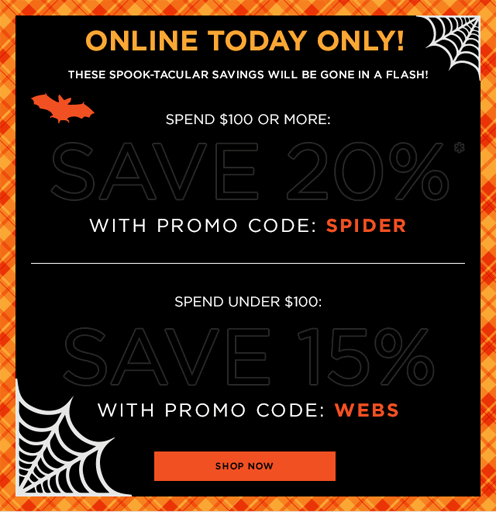 ONLINE TODAY ONLY!
THESE SPOOK-TACULAR SAVINGS WILL BE GONE IN A FLASH!
SPEND $100 OR MORE:
SAVE 20%*
WITH PROMO CODE: SPIDER
SPEND UNDER $100:
SAVE 15%
WITH PROMO CODE: WEBS
SHOP NOW